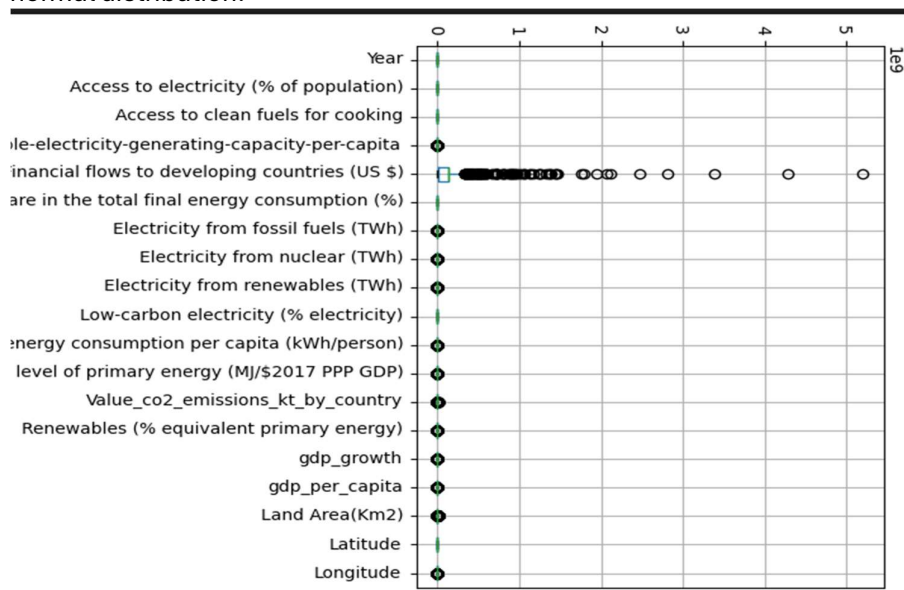 normal distribution.
0 1 2 3 4 5
1e9
Year
Access to electricity (% of population)
Access to clean fuels for cooking
le-electricity-generating-capacity-per-capita
inancial flows to developing countries (US $)
are in the total final energy consumption (%)
Electricity from fossil fuels (TWh)
Electricity from nuclear (TWh)
Electricity from renewables (TWh)
Low-carbon electricity (% electricity)
energy consumption per capita (kWh/person)
level of primary energy (MJ/$2017 PPP GDP)
Value_co2_emissions_kt_by_country
Renewables (% equivalent primary energy)
gdp_growth
gdp_per_capita
Land Area(Km2)
Latitude
Longitude